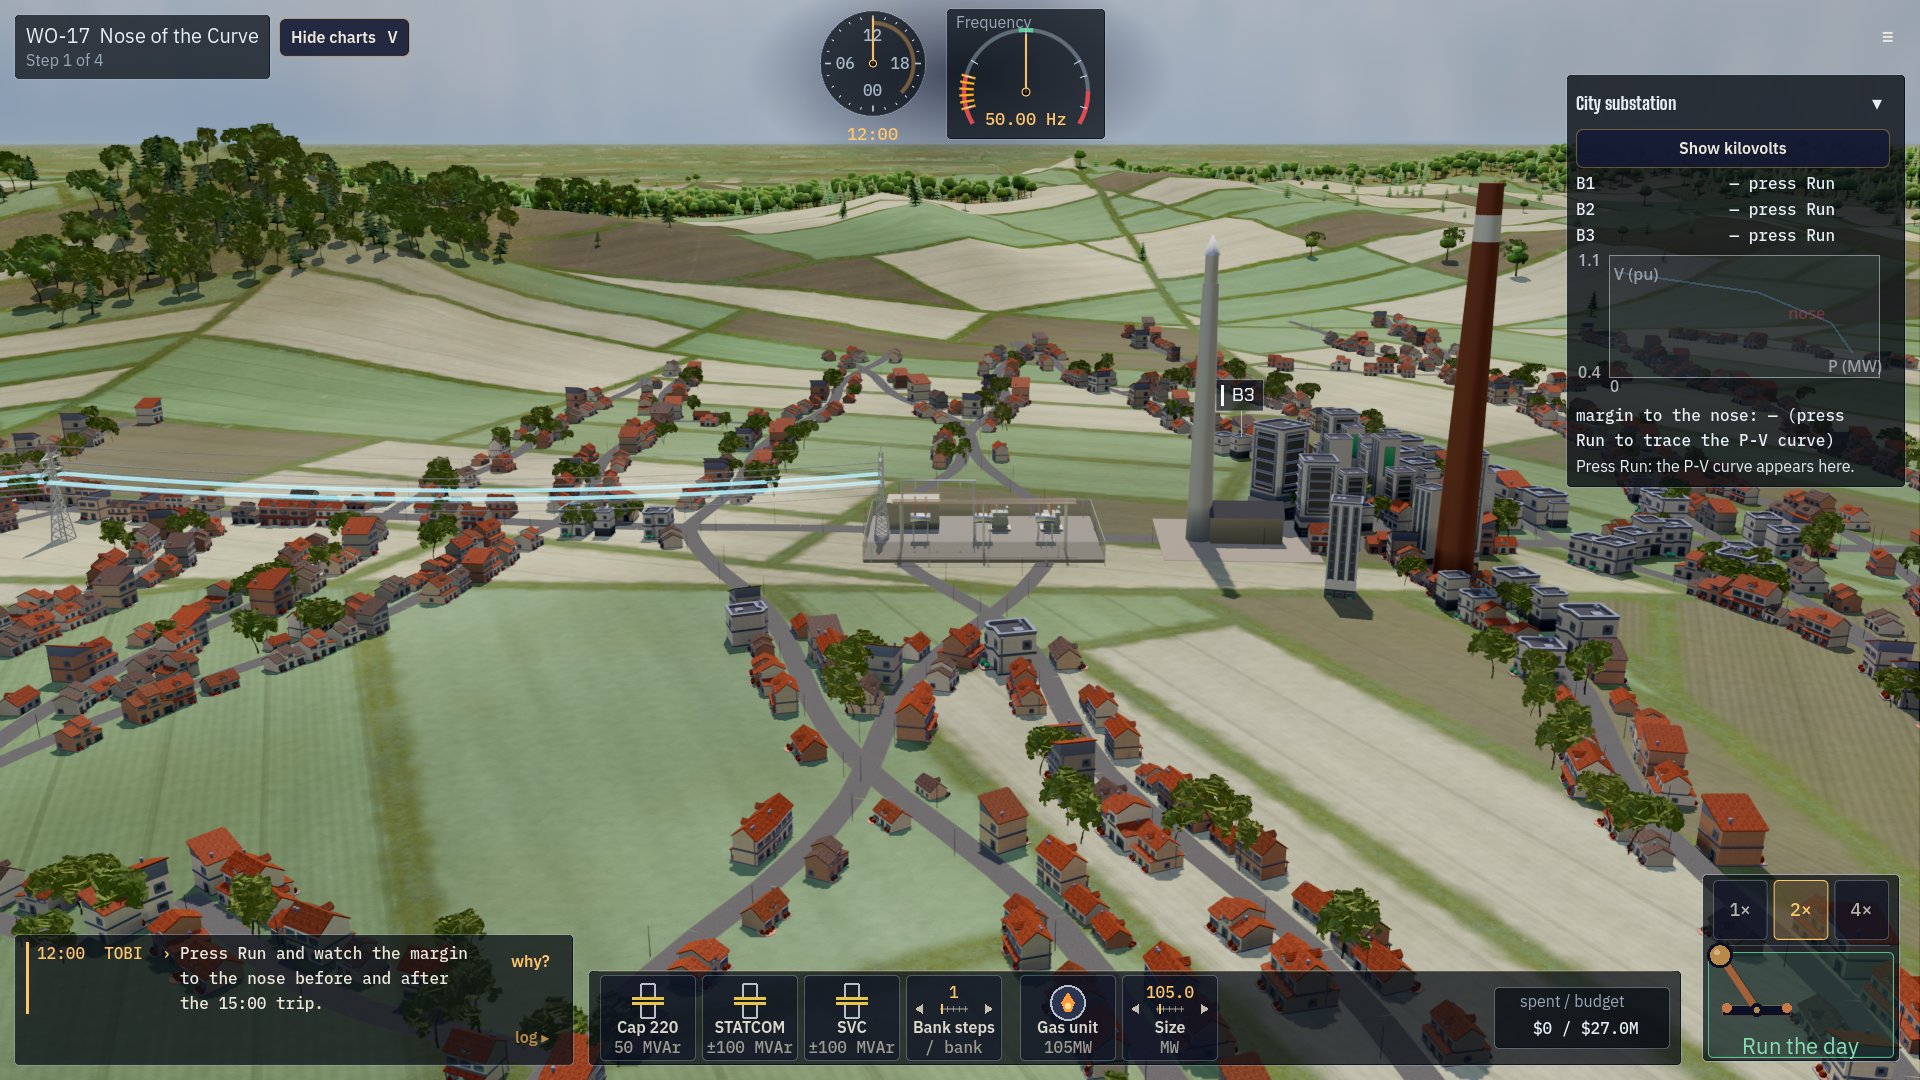 WO-17 Nose of the Curve
Step 1 of 4
Hide charts V
12
06 18
00
12:00
Frequency
50.00 Hz
≡
City substation ▼
Show kilovolts
B1 — press Run
B2 — press Run
B3 — press Run
1.1
V (pu)
nose
P (MW)
0.4
0
margin to the nose: — (press
Run to trace the P-V curve)
Press Run: the P-V curve appears here.
B3
12:00 TOBI › Press Run and watch the margin
to the nose before and after
the 15:00 trip.
why?
log ▸
Cap 220
50 MVAr
STATCOM
±100 MVAr
SVC
±100 MVAr
1
Bank steps
/ bank
Gas unit
105MW
105.0
Size
MW
spent / budget
$0 / $27.0M
1× 2× 4×
Run the day